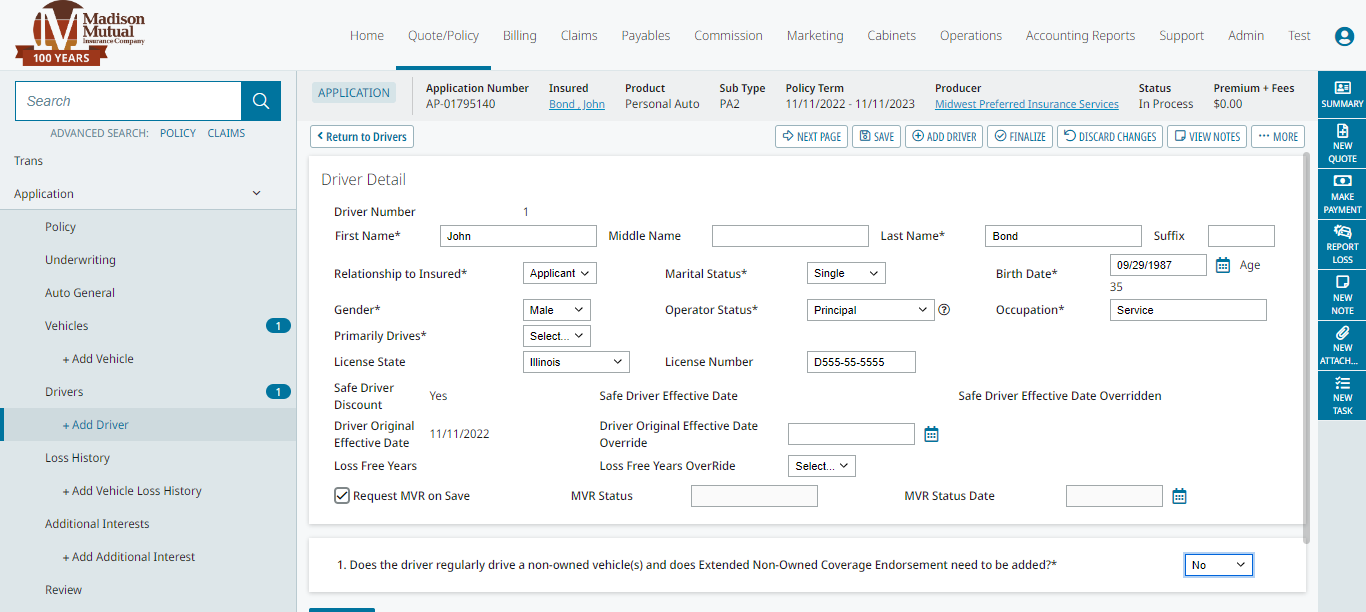 Madison
Mutual
Insurance Company
100 YEARS
Home Quote/Policy Billing Claims Payables Commission Marketing Cabinets Operations Accounting Reports Support Admin Test
Search
ADVANCED SEARCH: POLICY CLAIMS
Trans
Application
Policy
Underwriting
Auto General
Vehicles 1
+ Add Vehicle
Drivers 1
+ Add Driver
Loss History
+ Add Vehicle Loss History
Additional Interests
+ Add Additional Interest
Review
APPLICATION
Application Number Insured Product Sub Type Policy Term Producer Status Premium + Fees
AP-01795140 Bond , John Personal Auto PA2 11/11/2022 - 11/11/2023 Midwest Preferred Insurance Services In Process $0.00
Return to Drivers NEXT PAGE SAVE ADD DRIVER FINALIZE DISCARD CHANGES VIEW NOTES ··· MORE
Driver Detail
Driver Number 1
First Name* John Middle Name Last Name* Bond Suffix
Relationship to Insured* Applicant Marital Status* Single Birth Date* 09/29/1987 Age
35
Gender* Male Operator Status* Principal ? Occupation* Service
Primarily Drives* Select...
License State Illinois License Number D555-55-5555
Safe Driver
Discount Yes Safe Driver Effective Date Safe Driver Effective Date Overridden
Driver Original
Effective Date 11/11/2022 Driver Original Effective Date
Override
Loss Free Years Loss Free Years OverRide Select...
Request MVR on Save MVR Status MVR Status Date
1. Does the driver regularly drive a non-owned vehicle(s) and does Extended Non-Owned Coverage Endorsement need to be added?* No
SUMMARY
NEW
QUOTE
MAKE
PAYMENT
REPORT
LOSS
NEW
NOTE
NEW
ATTACH...
NEW
TASK